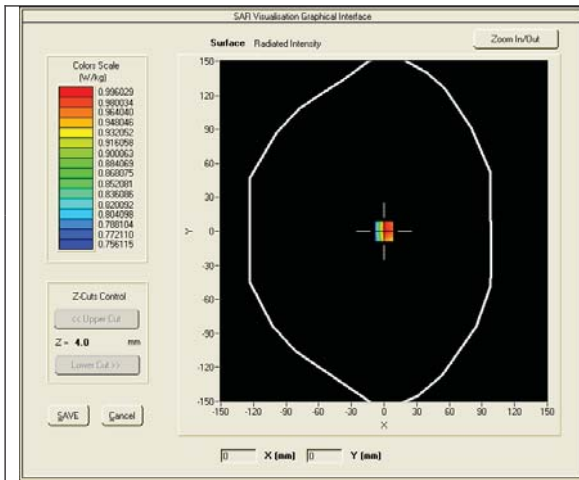 SAR Visualisation Graphical Interface
Surface Radiated Intensity
Zoom In/Out
Colors Scale
(W/kg)
0.996029
0.980034
0.964040
0.948046
0.932052
0.916058
0.900063
0.884069
0.868075
0.852081
0.836086
0.820092
0.804098
0.788104
0.772110
0.756115
150
120
90
60
30
0
-30
-60
-90
-120
-150
Y
-150 -120 -90 -60 -30 0 30 60 90 120 150
X
Z-Cuts Control
<< Upper Cut
Z = 4.0 mm
Lower Cut >>
SAVE Cancel
0 X (mm) 0 Y (mm)